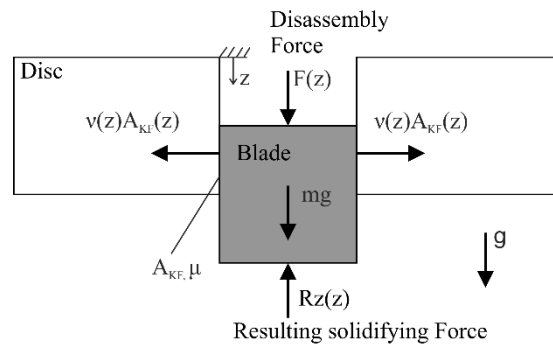 Disassembly
Force
Disc
z
F(z)
ν(z)A_KF(z)
ν(z)A_KF(z)
Blade
mg
g
A_KF, μ
Rz(z)
Resulting solidifying Force